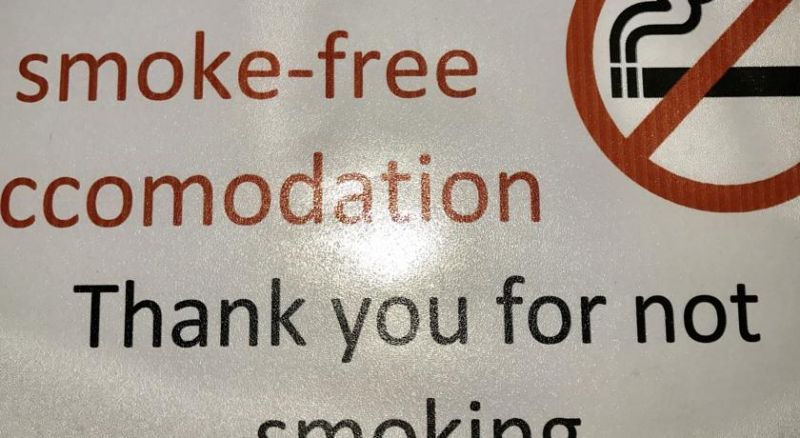 smoke-free
ccomodation
Thank you for not
smoking